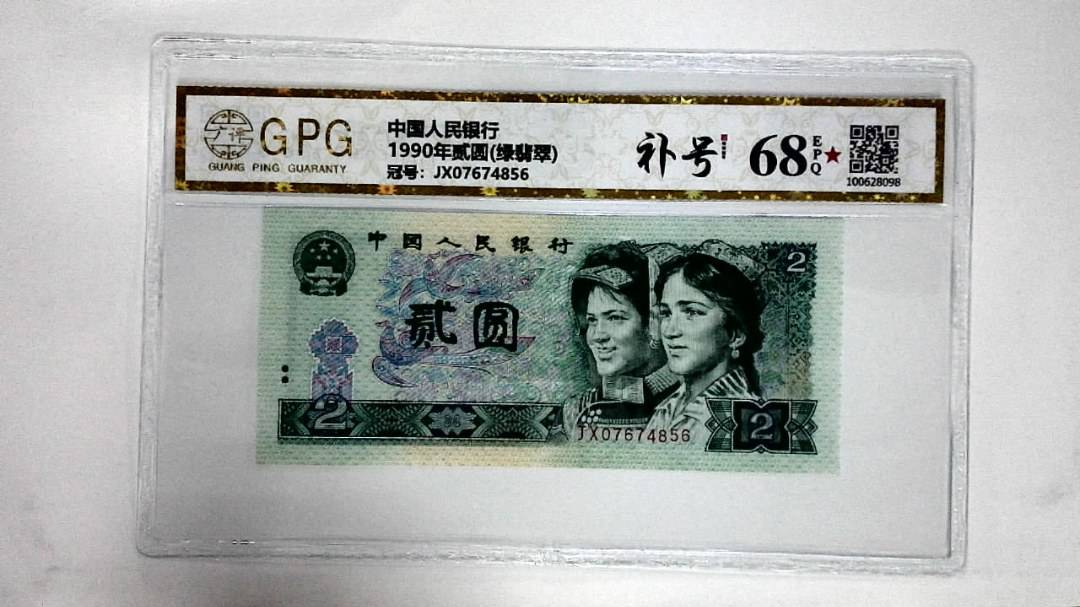 广评
GPG
GUANG PING GUARANTY
中国人民银行
1990年贰圆(绿翡翠)
冠号: JX07674856
补号
68
EPQ
100628098
中国人民银行
2
贰圆
2
JX07674856
2